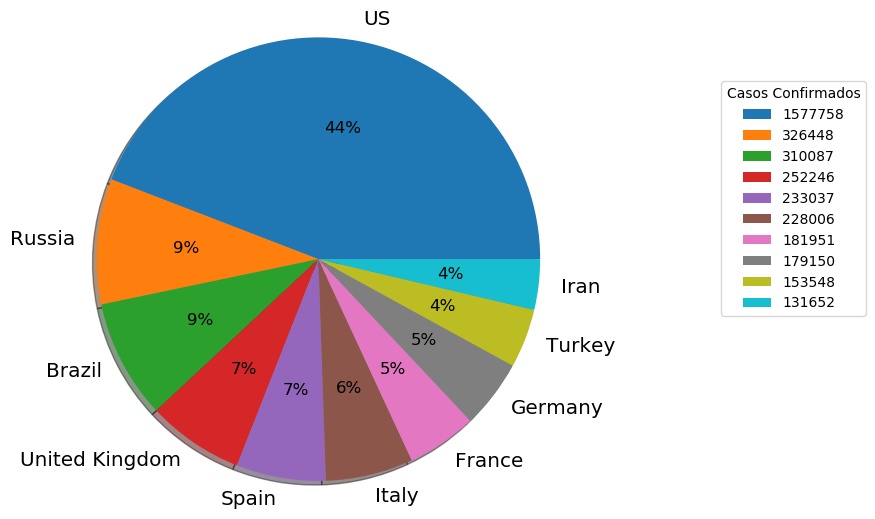 US
44%
Russia
9%
Brazil
9%
United Kingdom
7%
Spain
7%
Italy
6%
France
5%
Germany
5%
Turkey
4%
Iran
4%
Casos Confirmados
1577758
326448
310087
252246
233037
228006
181951
179150
153548
131652